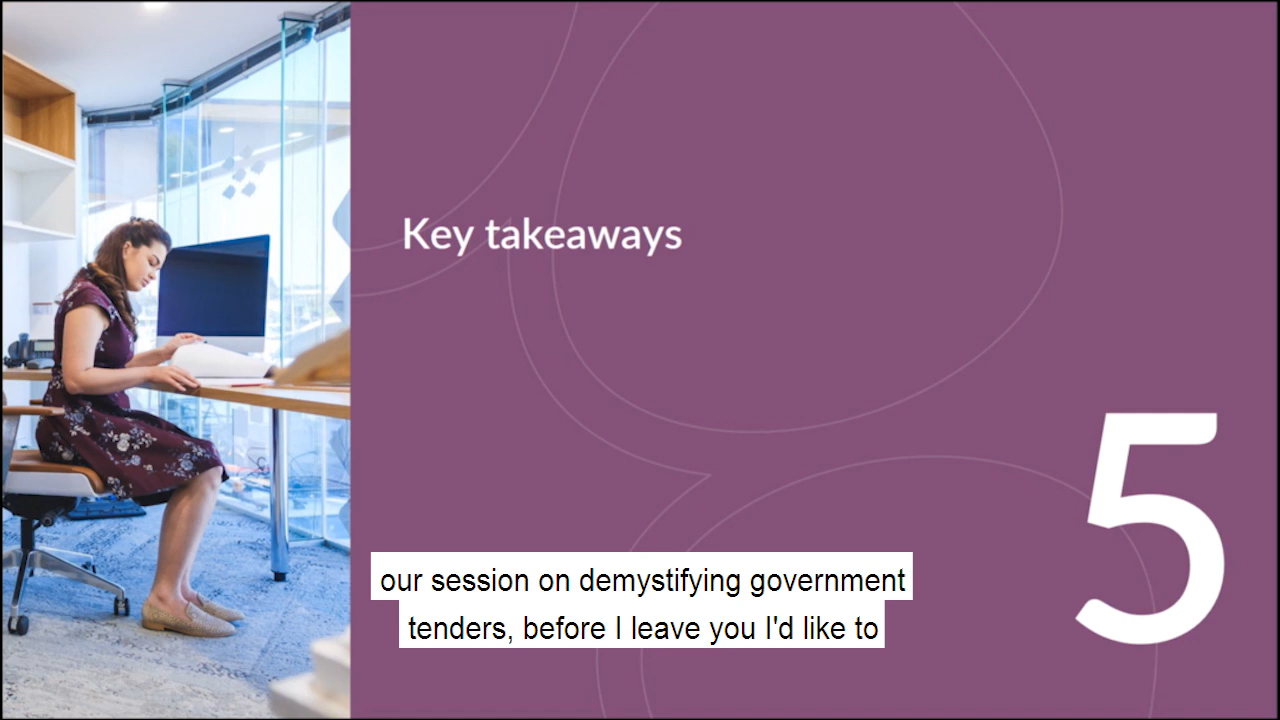 Key takeaways
5
our session on demystifying government
tenders, before I leave you I'd like to